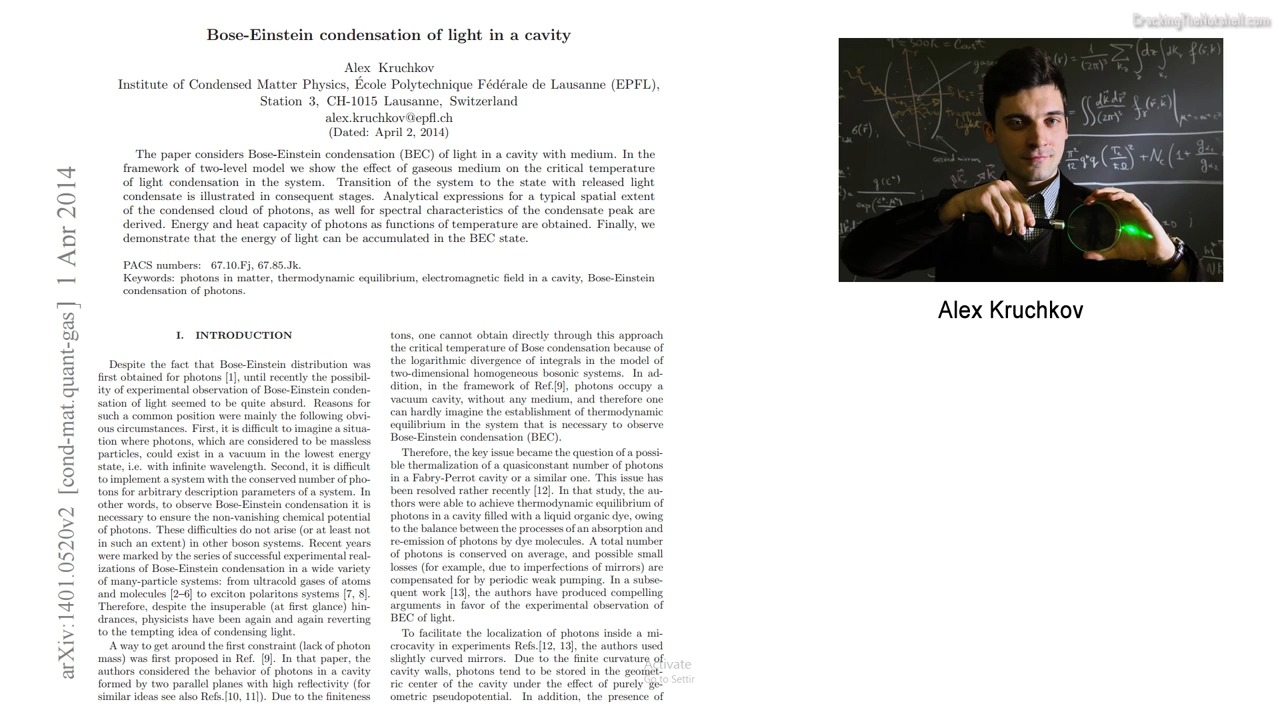 CrackingTheNutshell.com
Bose-Einstein condensation of light in a cavity
Alex Kruchkov
Institute of Condensed Matter Physics, École Polytechnique Fédérale de Lausanne (EPFL),
Station 3, CH-1015 Lausanne, Switzerland
alex.kruchkov@epfl.ch
(Dated: April 2, 2014)
The paper considers Bose-Einstein condensation (BEC) of light in a cavity with medium. In the
framework of two-level model we show the effect of gaseous medium on the critical temperature
of light condensation in the system. Transition of the system to the state with released light
condensate is illustrated in consequent stages. Analytical expressions for a typical spatial extent
of the condensed cloud of photons, as well for spectral characteristics of the condensate peak are
derived. Energy and heat capacity of photons as functions of temperature are obtained. Finally, we
demonstrate that the energy of light can be accumulated in the BEC state.
PACS numbers: 67.10.Fj, 67.85.Jk.
Keywords: photons in matter, thermodynamic equilibrium, electromagnetic field in a cavity, Bose-Einstein
condensation of photons.
arXiv:1401.0520v2 [cond-mat.quant-gas] 1 Apr 2014
I. INTRODUCTION
Despite the fact that Bose-Einstein distribution was
first obtained for photons [1], until recently the possibil-
ity of experimental observation of Bose-Einstein conden-
sation of light seemed to be quite absurd. Reasons for
such a common position were mainly the following obvi-
ous circumstances. First, it is difficult to imagine a situa-
tion where photons, which are considered to be massless
particles, could exist in a vacuum in the lowest energy
state, i.e. with infinite wavelength. Second, it is difficult
to implement a system with the conserved number of pho-
tons for arbitrary description parameters of a system. In
other words, to observe Bose-Einstein condensation it is
necessary to ensure the non-vanishing chemical potential
of photons. These difficulties do not arise (or at least not
in such an extent) in other boson systems. Recent years
were marked by the series of successful experimental real-
izations of Bose-Einstein condensation in a wide variety
of many-particle systems: from ultracold gases of atoms
and molecules [2–6] to exciton polaritons systems [7, 8].
Therefore, despite the insuperable (at first glance) hin-
drances, physicists have been again and again reverting
to the tempting idea of condensing light.
A way to get around the first constraint (lack of photon
mass) was first proposed in Ref. [9]. In that paper, the
authors considered the behavior of photons in a cavity
formed by two parallel planes with high reflectivity (for
similar ideas see also Refs.[10, 11]). Due to the finiteness
tons, one cannot obtain directly through this approach
the critical temperature of Bose condensation because of
the logarithmic divergence of integrals in the model of
two-dimensional homogeneous bosonic systems. In ad-
dition, in the framework of Ref.[9], photons occupy a
vacuum cavity, without any medium, and therefore one
can hardly imagine the establishment of thermodynamic
equilibrium in the system that is necessary to observe
Bose-Einstein condensation (BEC).
Therefore, the key issue became the question of a possi-
ble thermalization of a quasiconstant number of photons
in a Fabry-Perrot cavity or a similar one. This issue has
been resolved rather recently [12]. In that study, the au-
thors were able to achieve thermodynamic equilibrium of
photons in a cavity filled with a liquid organic dye, owing
to the balance between the processes of an absorption and
re-emission of photons by dye molecules. A total number
of photons is conserved on average, and possible small
losses (for example, due to imperfections of mirrors) are
compensated for by periodic weak pumping. In a subse-
quent work [13], the authors have produced compelling
arguments in favor of the experimental observation of
BEC of light.
To facilitate the localization of photons inside a mi-
crocavity in experiments Refs.[12, 13], the authors used
slightly curved mirrors. Due to the finite curvature of
cavity walls, photons tend to be stored in the geomet-
ric center of the cavity under the effect of purely ge-
ometric pseudopotential. In addition, the presence of
Activate
Go to Settin
gase
trapped
light
second mirror
Alex Kruchkov